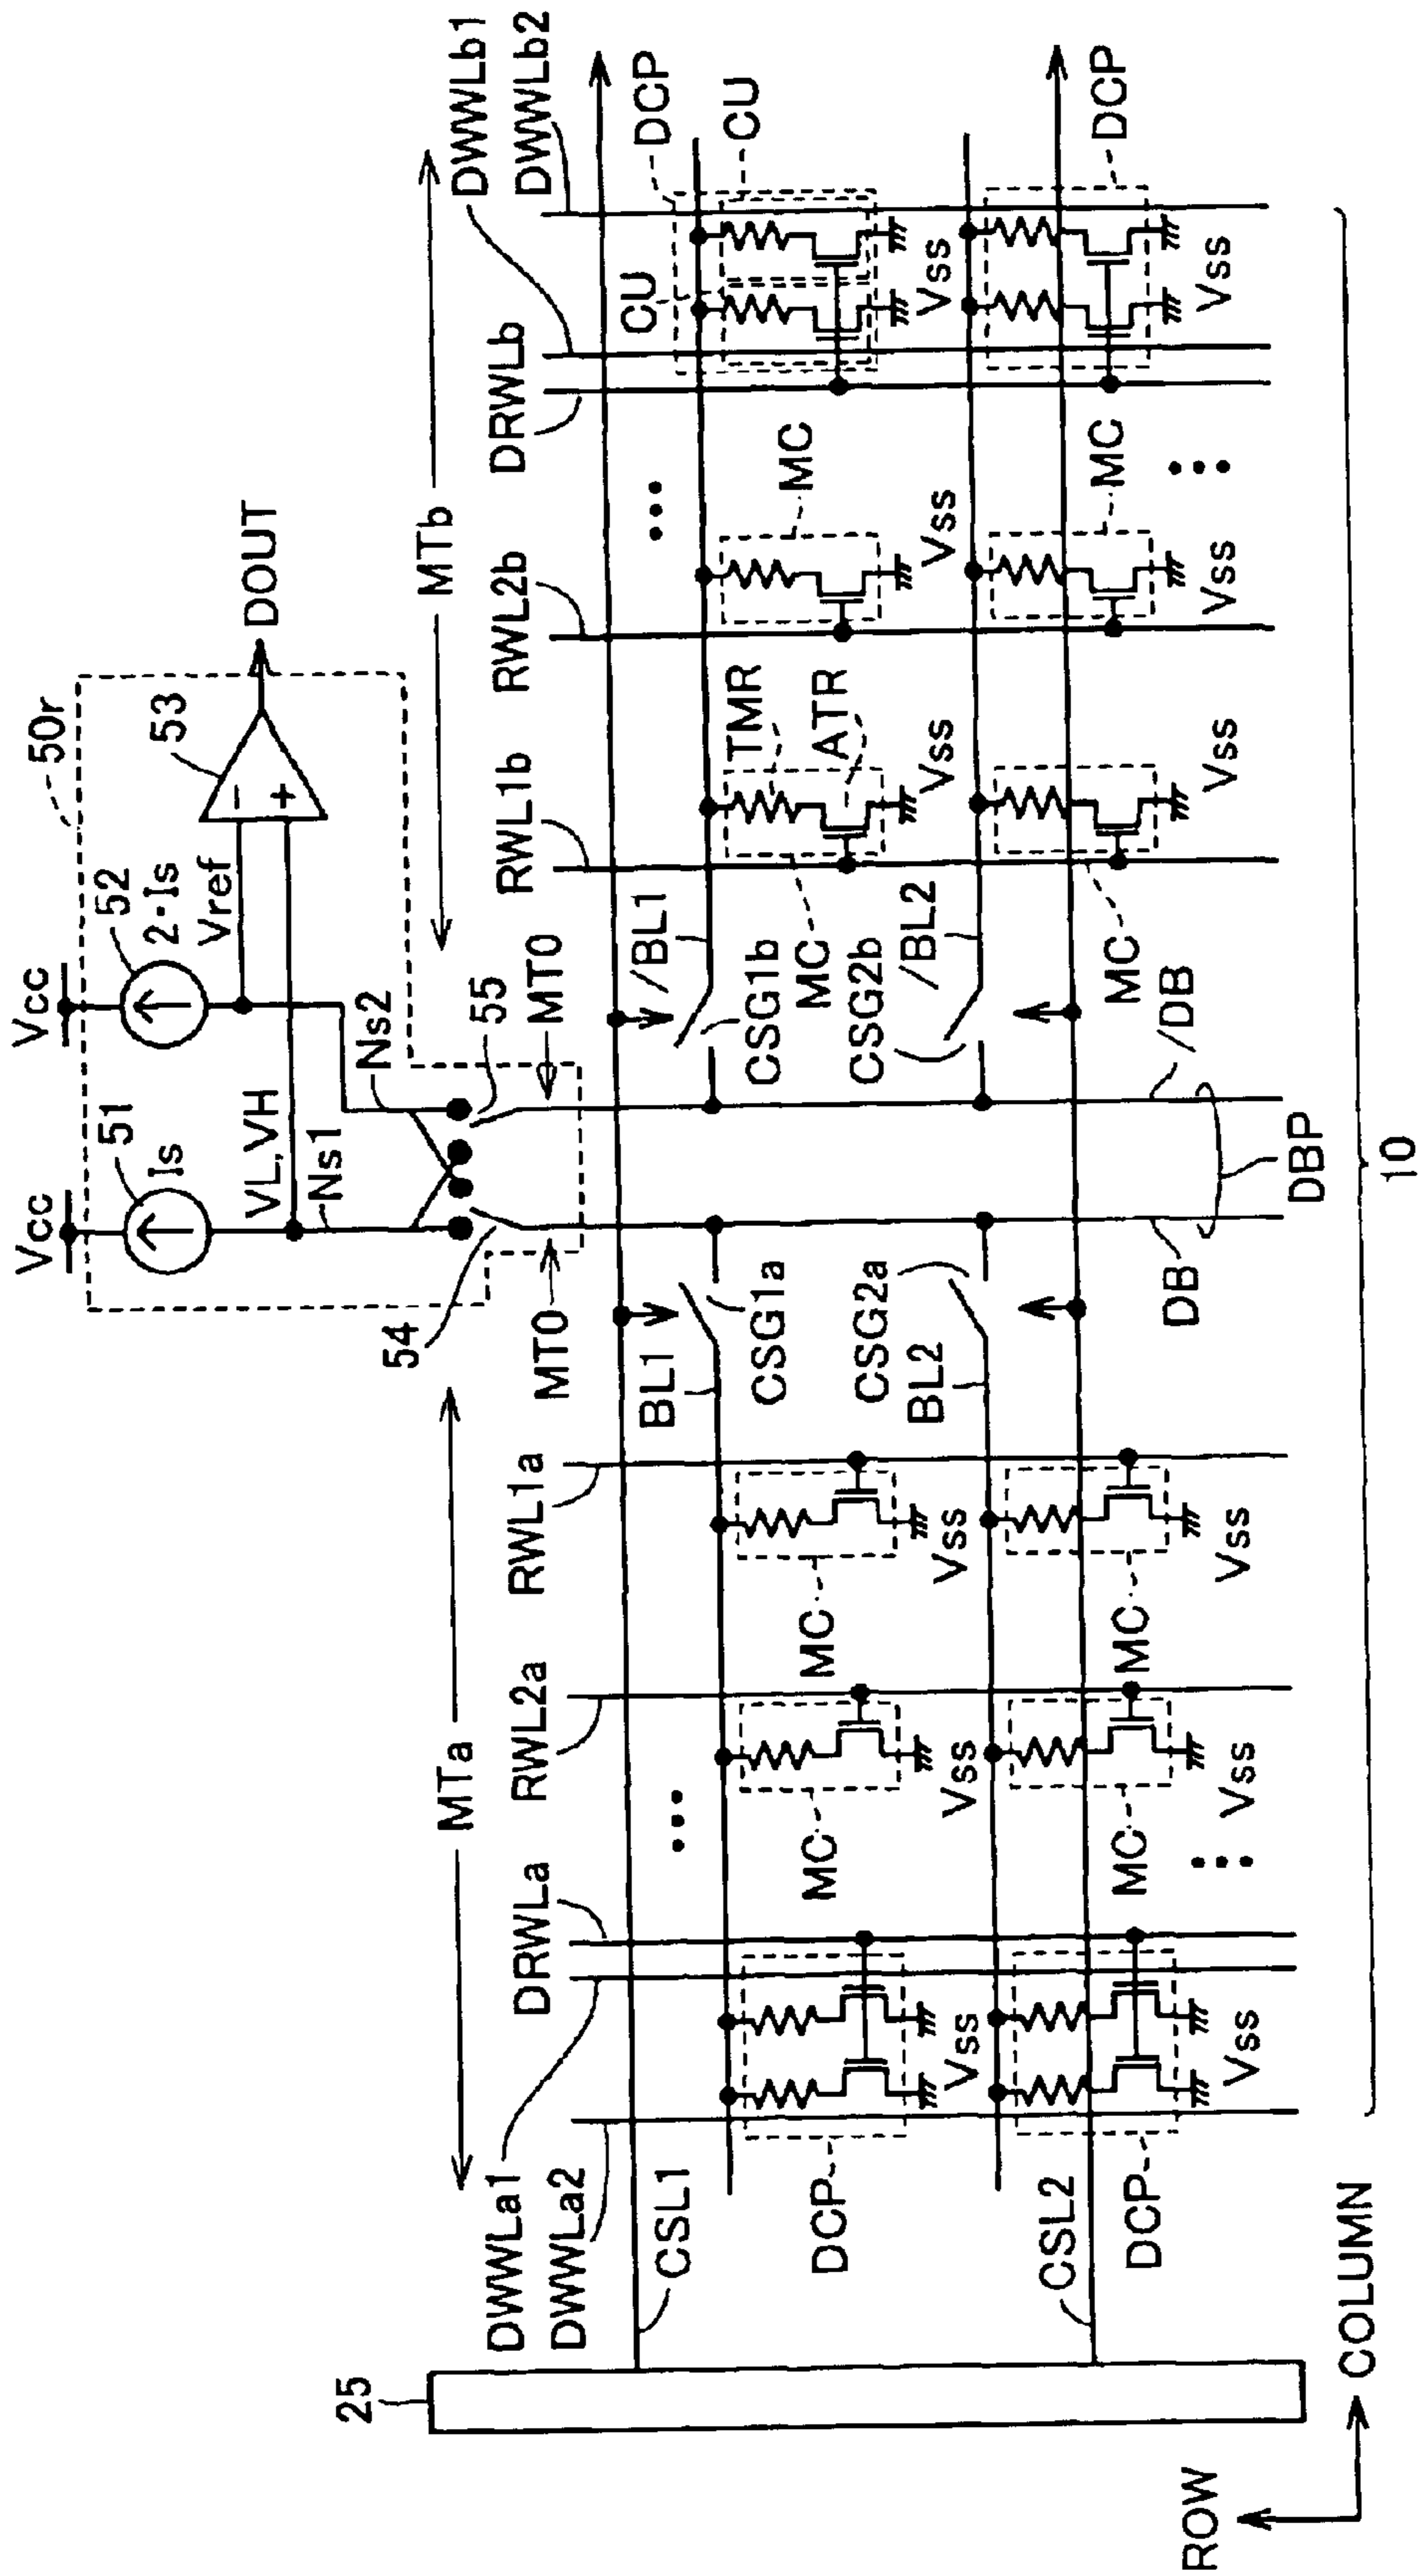 Vcc
Vcc
50r
51
52
53
Is
2·Is
VL,VH
Vref
DOUT
Ns1
Ns2
54
55
MT0
MT0
MTa
MTb
DWWLa1
DWWLa2
DRWLa
RWL2a
RWL1a
RWL1b
RWL2b
DRWLb
DWWLb1
DWWLb2
25
CSL1
BL1
/BL1
CSG1a
CSG1b
DCP
MC
MC
MC
TMR
ATR
MC
CU
CU
DCP
Vss
Vss
Vss
Vss
Vss
Vss
CSL2
BL2
/BL2
CSG2a
CSG2b
DCP
MC
MC
MC
MC
DCP
Vss
Vss
Vss
Vss
Vss
Vss
DB
/DB
DBP
10
ROW
COLUMN